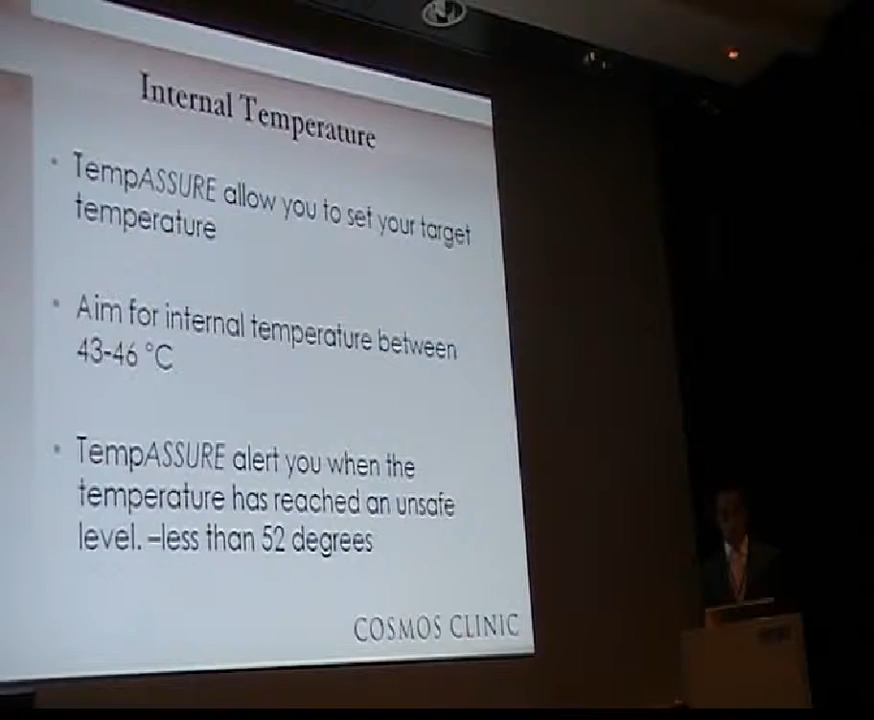 Internal Temperature
• TempASSURE allow you to set your target
temperature
• Aim for internal temperature between
43-46 °C
• TempASSURE alert you when the
temperature has reached an unsafe
level. –less than 52 degrees
COSMOS CLINIC